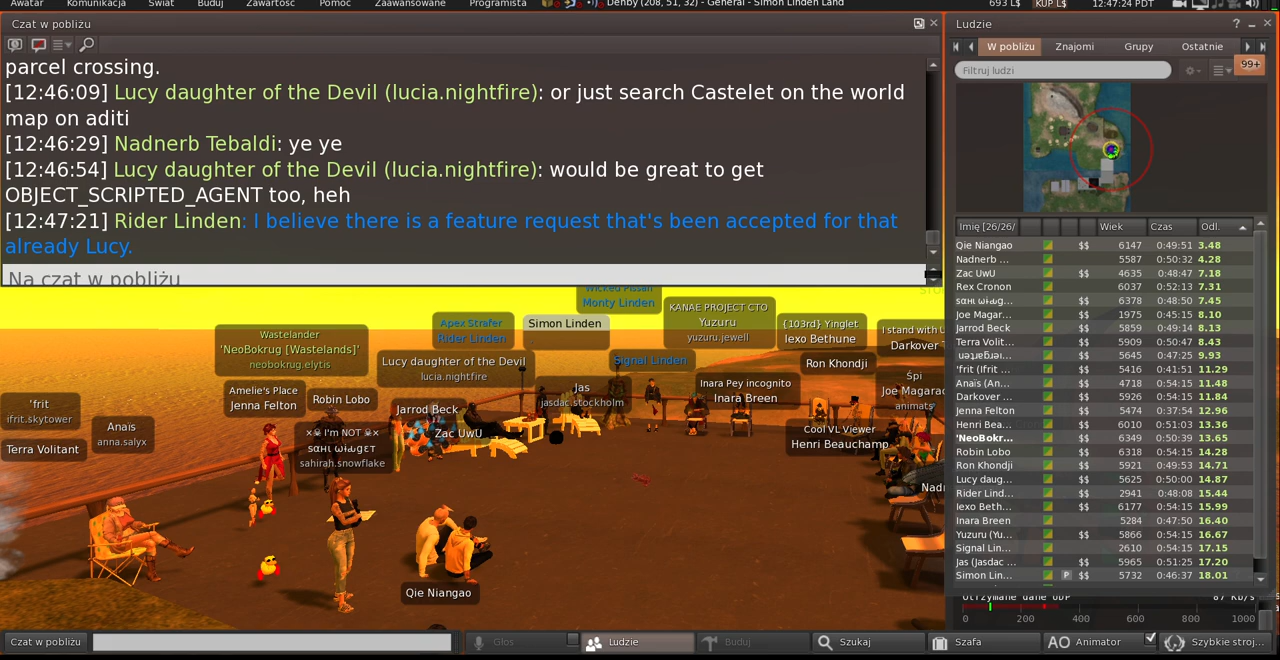 Awatar Komunikacja Świat Buduj Zawartość Pomoc Zaawansowane Programista Denby (208, 51, 32) - General - Simon Linden Land 693 L$ KUP L$ 12:47:24 PDT
Czat w pobliżu
parcel crossing.
[12:46:09] Lucy daughter of the Devil (lucia.nightfire): or just search Castelet on the world
map on aditi
[12:46:29] Nadnerb Tebaldi: ye ye
[12:46:54] Lucy daughter of the Devil (lucia.nightfire): would be great to get
OBJECT_SCRIPTED_AGENT too, heh
[12:47:21] Rider Linden: I believe there is a feature request that's been accepted for that
already Lucy.
Na czat w pobliżu
Wicked Pissah
Monty Linden
Apex Strafer
Rider Linden
Simon Linden
KANAE PROJECT CTO
Yuzuru
yuzuru.jewell
{103rd} Yinglet
Iexo Bethune
I stand with U
Darkover T
Wastelander
'NeoBokrug [Wastelands]'
neobokrug.elytis
Lucy daughter of the Devil
lucia.nightfire
Signal Linden
Ron Khondji
Amelie's Place
Jenna Felton
Robin Lobo
Jarrod Beck
Zac UwU
Jas
jasdac.stockholm
Inara Pey incognito
Inara Breen
Śpi
Joe Magarac
animats
'frit
ifrit.skytower
Terra Volitant
Anaïs
anna.salyx
×☠ I'm NOT ☠×
sahirah.snowflake
Cool VL Viewer
Henri Beauchamp
Qie Niangao
Ludzie
? _ ×
W pobliżu Znajomi Grupy Ostatnie
Filtruj ludzi
99+
Imię [26/26/ Wiek Czas Odl.
Qie Niangao $$ 6147 0:49:51 3.48
Nadnerb ... 5587 0:50:32 4.28
Zac UwU $$ 4635 0:48:47 7.18
Rex Cronon 6037 0:52:13 7.31
$$ 6378 0:48:50 7.45
Joe Magar... $$ 1975 0:45:15 8.10
Jarrod Beck $$ 5859 0:49:14 8.13
Terra Volit... $$ 5909 0:50:47 8.43
$$ 5645 0:47:25 9.93
'frit (Ifrit ... $$ 5416 0:41:51 11.29
Anaïs (An... $$ 4718 0:54:15 11.48
Darkover ... $$ 5926 0:54:15 11.84
Jenna Felton $$ 5474 0:37:54 12.96
Henri Bea... $$ 6010 0:51:03 13.36
'NeoBokr... $$ 6349 0:50:39 13.65
Robin Lobo $$ 6318 0:54:15 14.28
Ron Khondji $$ 5921 0:49:53 14.71
Lucy daug... $$ 5625 0:50:00 14.87
Rider Lind... $$ 2941 0:48:08 15.44
Iexo Beth... $$ 6177 0:54:15 15.99
Inara Breen 5284 0:47:50 16.40
Yuzuru (Yu... $$ 5866 0:54:15 16.67
Signal Lin... 2610 0:54:15 17.15
Jas (Jasdac ... $$ 5965 0:51:25 17.20
Simon Lin... P $$ 5732 0:46:37 18.01
Otrzymane dane UDP 87 Kb/s
0 200 400 600 800 1000
Czat w pobliżu Głos Ludzie Buduj Szukaj Szafa AO Animator Szybkie stroj...